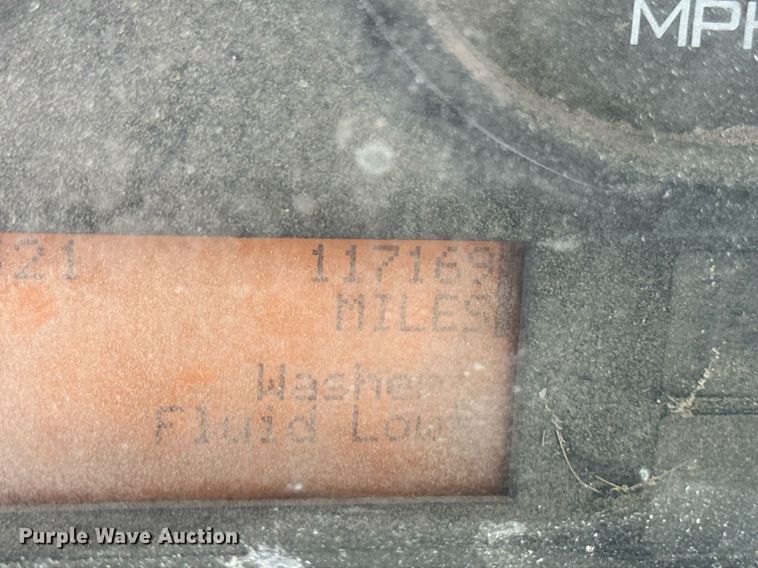 MPH
21 117169
MILES
Washer
Fluid Low
Purple Wave Auction